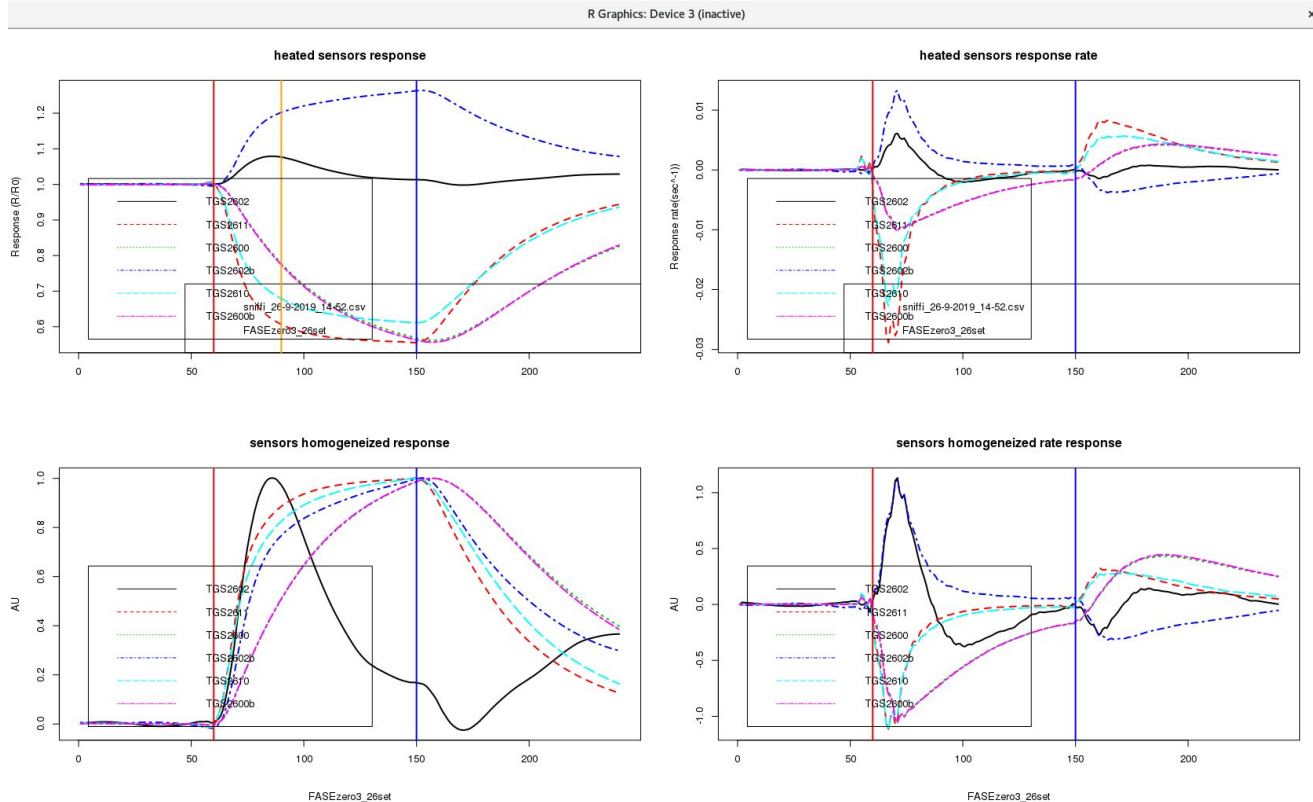 R Graphics: Device 3 (inactive)
×
heated sensors response
Response (R/R0)
1.2
1.1
1.0
0.9
0.8
0.7
0.6
TGS2602
TGS2611
TGS2600
TGS2602b
TGS2610
TGS2600b
sniffi_26-9-2019_14-52.csv
FASEzero3_26set
0 50 100 150 200
heated sensors response rate
Response rate(sec^-1))
0.01
0.00
-0.01
-0.02
-0.03
TGS2602
TGS2611
TGS2600
TGS2602b
TGS2610
TGS2600b
sniffi_26-9-2019_14-52.csv
FASEzero3_26set
0 50 100 150 200
sensors homogeneized response
AU
1.0
0.8
0.6
0.4
0.2
0.0
TGS2602
TGS2611
TGS2600
TGS2602b
TGS2610
TGS2600b
0 50 100 150 200
FASEzero3_26set
sensors homogeneized rate response
AU
1.0
0.5
0.0
-0.5
-1.0
TGS2602
TGS2611
TGS2600
TGS2602b
TGS2610
TGS2600b
0 50 100 150 200
FASEzero3_26set